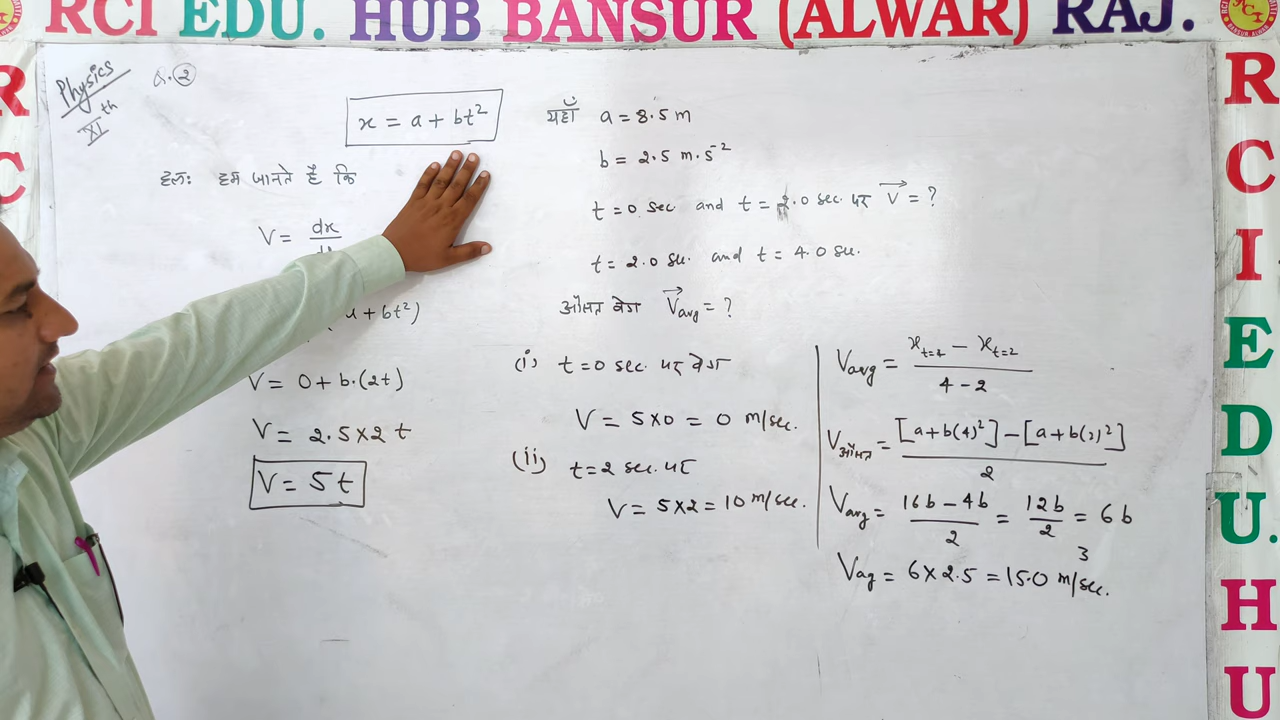 RCI EDU. HUB BANSUR (ALWAR) RAJ.
R
C
Physics
XIth
Q.②
x = a + bt²
हल: हम जानते है कि
V = dx
a + bt²)
V = 0 + b.(2t)
V = 2.5×2 t
V = 5t
यहाँ a = 8.5 m
b = 2.5 m.s⁻²
t = 0 sec and t = 2.0 sec. पर V⃗ = ?
t = 2.0 sec. and t = 4.0 sec.
औसत वेग V⃗avg = ?
(i) t = 0 sec. पर वेग
V = 5×0 = 0 m/sec.
(ii) t = 2 sec. पर
V = 5×2 = 10 m/sec.
Vavg = (x t=4 − x t=2) / (4 − 2)
Vऔसत = ([a+b(4)²] − [a+b(2)²]) / 2
Vavg = (16b − 4b) / 2 = 12b / 2 = 6b
3
Vag = 6×2.5 = 15.0 m/sec.
R
C
I
E
D
U.
H
U